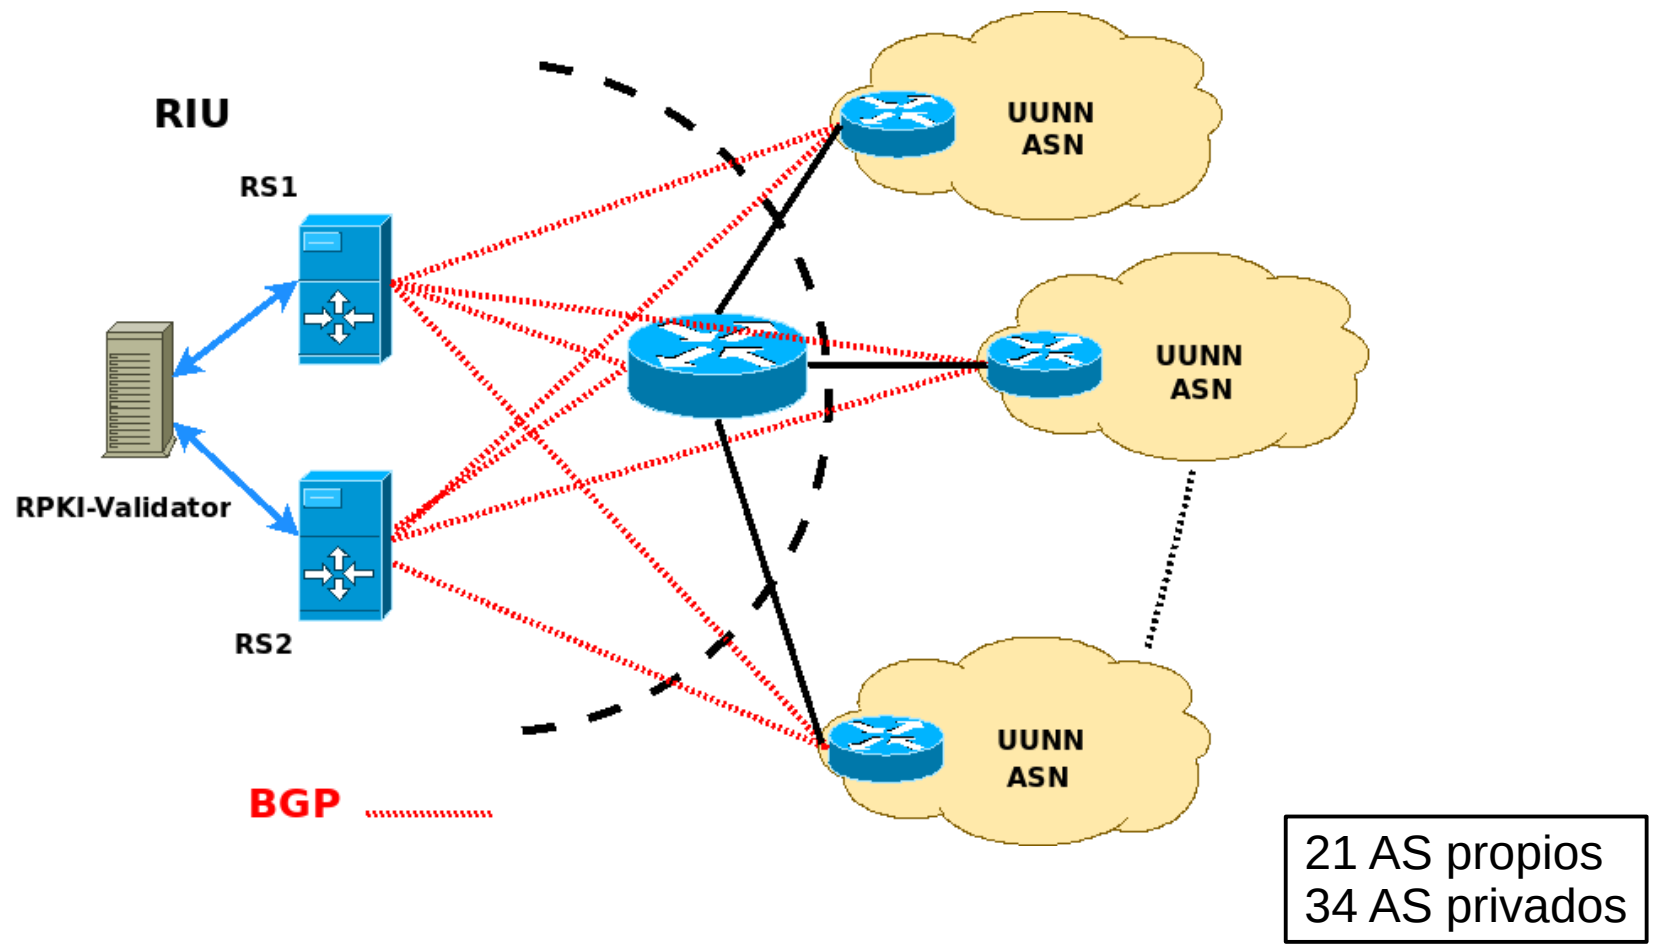 RIU
UUNN
ASN
RS1
UUNN
ASN
RPKI-Validator
RS2
UUNN
ASN
BGP
21 AS propios
34 AS privados